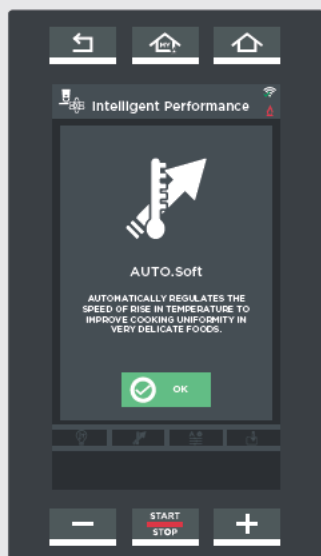 MY
Intelligent Performance
AUTO.Soft
AUTOMATICALLY REGULATES THE
SPEED OF RISE IN TEMPERATURE TO
IMPROVE COOKING UNIFORMITY IN
VERY DELICATE FOODS.
OK
START
STOP